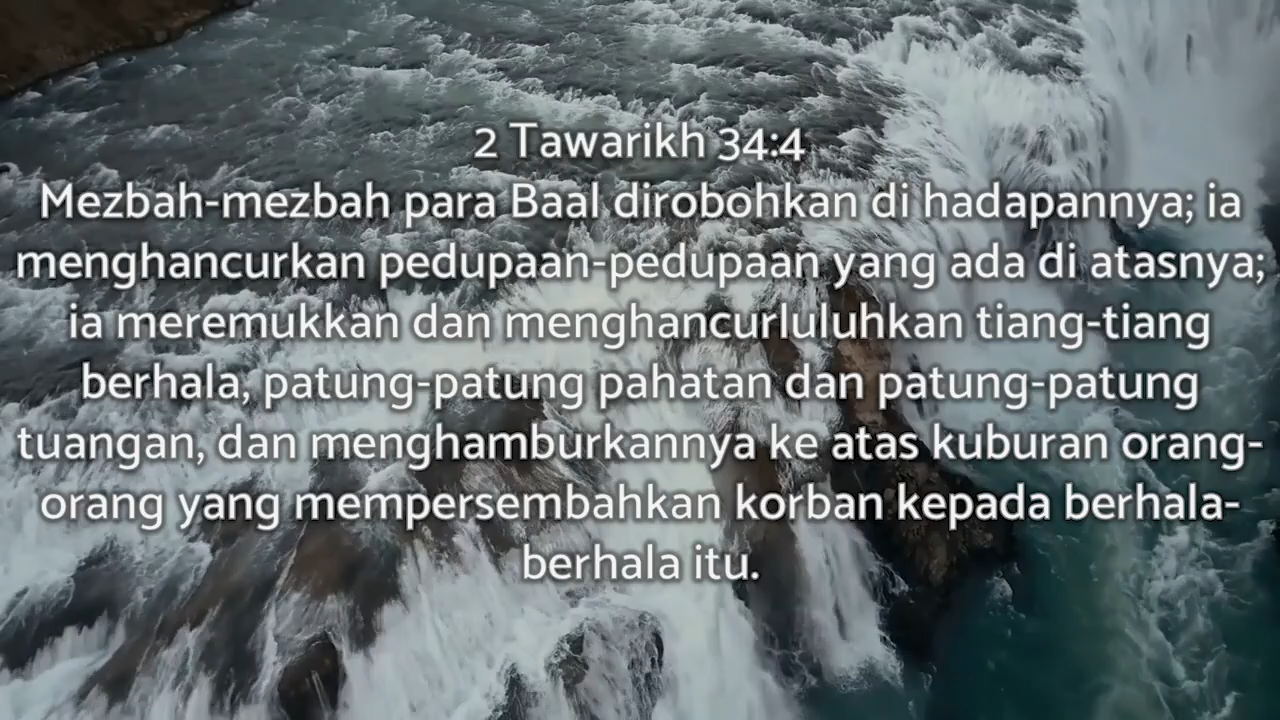 2 Tawarikh 34:4
Mezbah-mezbah para Baal dirobohkan di hadapannya; ia
menghancurkan pedupaan-pedupaan yang ada di atasnya;
ia meremukkan dan menghancurluluhkan tiang-tiang
berhala, patung-patung pahatan dan patung-patung
tuangan, dan menghamburkannya ke atas kuburan orang-
orang yang mempersembahkan korban kepada berhala-
berhala itu.